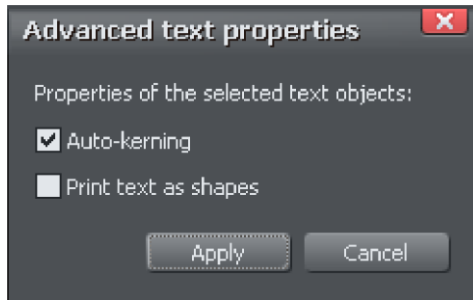 Advanced text properties
Properties of the selected text objects:
Auto-kerning
Print text as shapes
Apply Cancel